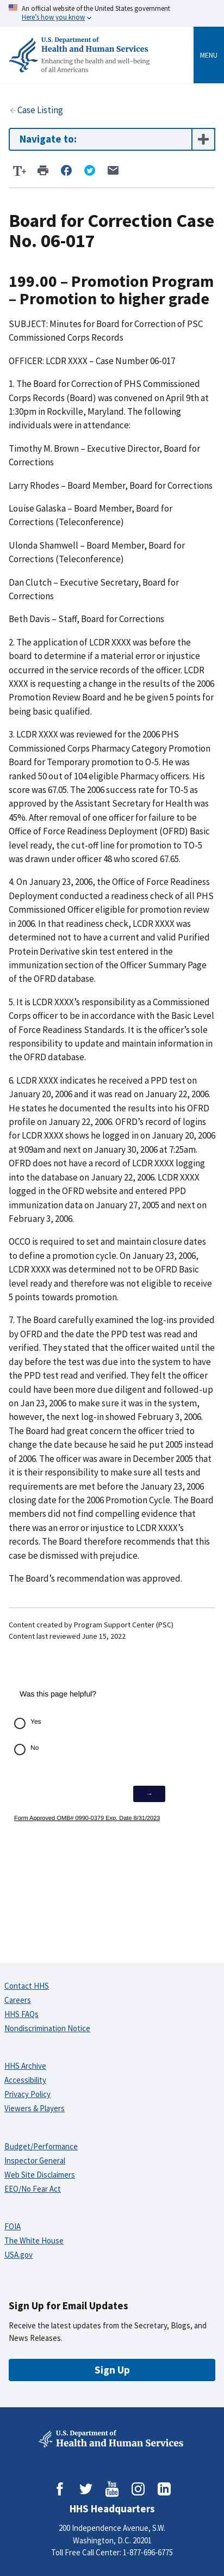 An official website of the United States government
Here's how you know
U.S. Department of
Health and Human Services
Enhancing the health and well-being
of all Americans
MENU
Case Listing
Navigate to:
T+
Board for Correction Case
No. 06-017
199.00 – Promotion Program
– Promotion to higher grade
SUBJECT: Minutes for Board for Correction of PSC
Commissioned Corps Records
OFFICER: LCDR XXXX – Case Number 06-017
1. The Board for Correction of PHS Commissioned
Corps Records (Board) was convened on April 9th at
1:30pm in Rockville, Maryland. The following
individuals were in attendance:
Timothy M. Brown – Executive Director, Board for
Corrections
Larry Rhodes – Board Member, Board for Corrections
Louise Galaska – Board Member, Board for
Corrections (Teleconference)
Ulonda Shamwell – Board Member, Board for
Corrections (Teleconference)
Dan Clutch – Executive Secretary, Board for
Corrections
Beth Davis – Staff, Board for Corrections
2. The application of LCDR XXXX was before the
board to determine if a material error or injustice
occurred in reference to records of the officer. LCDR
XXXX is requesting a change in the results of the 2006
Promotion Review Board and he be given 5 points for
being basic qualified.
3. LCDR XXXX was reviewed for the 2006 PHS
Commissioned Corps Pharmacy Category Promotion
Board for Temporary promotion to O-5. He was
ranked 50 out of 104 eligible Pharmacy officers. His
score was 67.05. The 2006 success rate for TO-5 as
approved by the Assistant Secretary for Health was
45%. After removal of one officer for failure to be
Office of Force Readiness Deployment (OFRD) Basic
level ready, the cut-off line for promotion to TO-5
was drawn under officer 48 who scored 67.65.
4. On January 23, 2006, the Office of Force Readiness
Deployment conducted a readiness check of all PHS
Commissioned Officer eligible for promotion review
in 2006. In that readiness check, LCDR XXXX was
determined not to have a current and valid Purified
Protein Derivative skin test entered in the
immunization section of the Officer Summary Page
of the OFRD database.
5. It is LCDR XXXX's responsibility as a Commissioned
Corps officer to be in accordance with the Basic Level
of Force Readiness Standards. It is the officer's sole
responsibility to update and maintain information in
the OFRD database.
6. LCDR XXXX indicates he received a PPD test on
January 20, 2006 and it was read on January 22, 2006.
He states he documented the results into his OFRD
profile on January 22, 2006. OFRD's record of logins
for LCDR XXXX shows he logged in on January 20, 2006
at 9:09am and next on January 30, 2006 at 7:25am.
OFRD does not have a record of LCDR XXXX logging
into the database on January 22, 2006. LCDR XXXX
logged in the OFRD website and entered PPD
immunization data on January 27, 2005 and next on
February 3, 2006.
OCCO is required to set and maintain closure dates
to define a promotion cycle. On January 23, 2006,
LCDR XXXX was determined not to be OFRD Basic
level ready and therefore was not eligible to receive
5 points towards promotion.
7. The Board carefully examined the log-ins provided
by OFRD and the date the PPD test was read and
verified. They stated that the officer waited until the
day before the system was to be inactive to have
the PPD test read and verified. They felt the officer
could have been more due diligent and followed-up
on Jan 23, 2006 to make sure it was in the system,
however, the next log-in showed February 3, 2006.
The Board had great concern the officer tried to
change the date because he said he put 2005 instead
of 2006. The officer was aware in December 2005 that
it is his responsibility to make sure all tests and
requirements are met before the January 23, 2006
closing date of the 2006 Promotion Cycle. The Board
members did not find compelling evidence that
there was an error or injustice to LCDR XXXX's
records. The Board therefore recommends that this
case be dismissed with prejudice.
The Board's recommendation was approved.
Content created by Program Support Center (PSC)
Content last reviewed June 15, 2022
Was this page helpful?
Yes
No
→
Form Approved OMB# 0990-0379 Exp. Date 8/31/2023
Contact HHS
Careers
HHS FAQs
Nondiscrimination Notice
HHS Archive
Accessibility
Privacy Policy
Viewers & Players
Budget/Performance
Inspector General
Web Site Disclaimers
EEO/No Fear Act
FOIA
The White House
USA.gov
Sign Up for Email Updates
Receive the latest updates from the Secretary, Blogs, and
News Releases.
Sign Up
U.S. Department of
Health and Human Services
You Tube
HHS Headquarters
200 Independence Avenue, S.W.
Washington, D.C. 20201
Toll Free Call Center: 1-877-696-6775